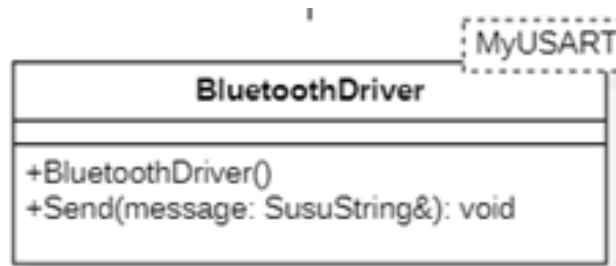 MyUSART
BluetoothDriver
+BluetoothDriver()
+Send(message: SusuString&): void